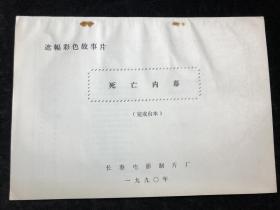 遮幅彩色故事片
死亡内幕
（完成台本）
长春电影制片厂
一九九〇年